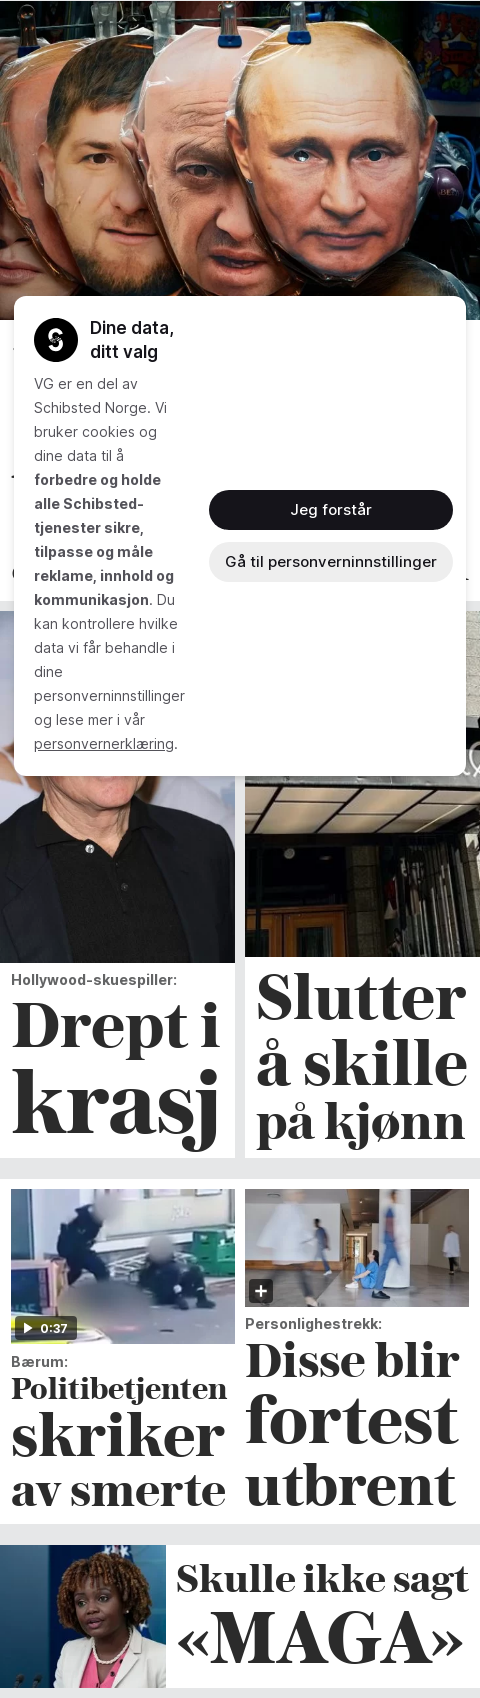 Dine data,
ditt valg
VG er en del av
Schibsted Norge. Vi
bruker cookies og
dine data til å
forbedre og holde
alle Schibsted-
tjenester sikre,
tilpasse og måle
reklame, innhold og
kommunikasjon. Du
kan kontrollere hvilke
data vi får behandle i
dine
personverninnstillinger
og lese mer i vår
personvernerklæring.
Jeg forstår
Gå til personverninnstillinger
Hollywood-skuespiller:
Drept i
krasj
Slutter
å skille
på kjønn
0:37
Bærum:
Politibetjenten
skriker
av smerte
Personlighestrekk:
Disse blir
fortest
utbrent
Skulle ikke sagt
«MAGA»